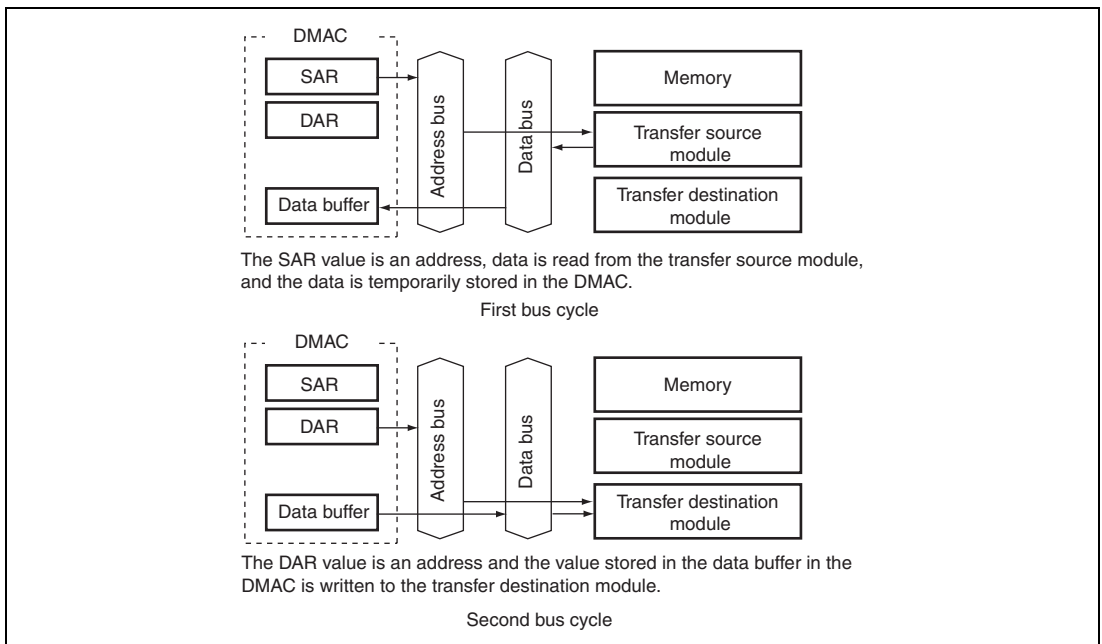 DMAC
SAR
DAR
Data buffer
Address bus
Data bus
Memory
Transfer source
module
Transfer destination
module
The SAR value is an address, data is read from the transfer source module,
and the data is temporarily stored in the DMAC.
First bus cycle
DMAC
SAR
DAR
Data buffer
Address bus
Data bus
Memory
Transfer source
module
Transfer destination
module
The DAR value is an address and the value stored in the data buffer in the
DMAC is written to the transfer destination module.
Second bus cycle